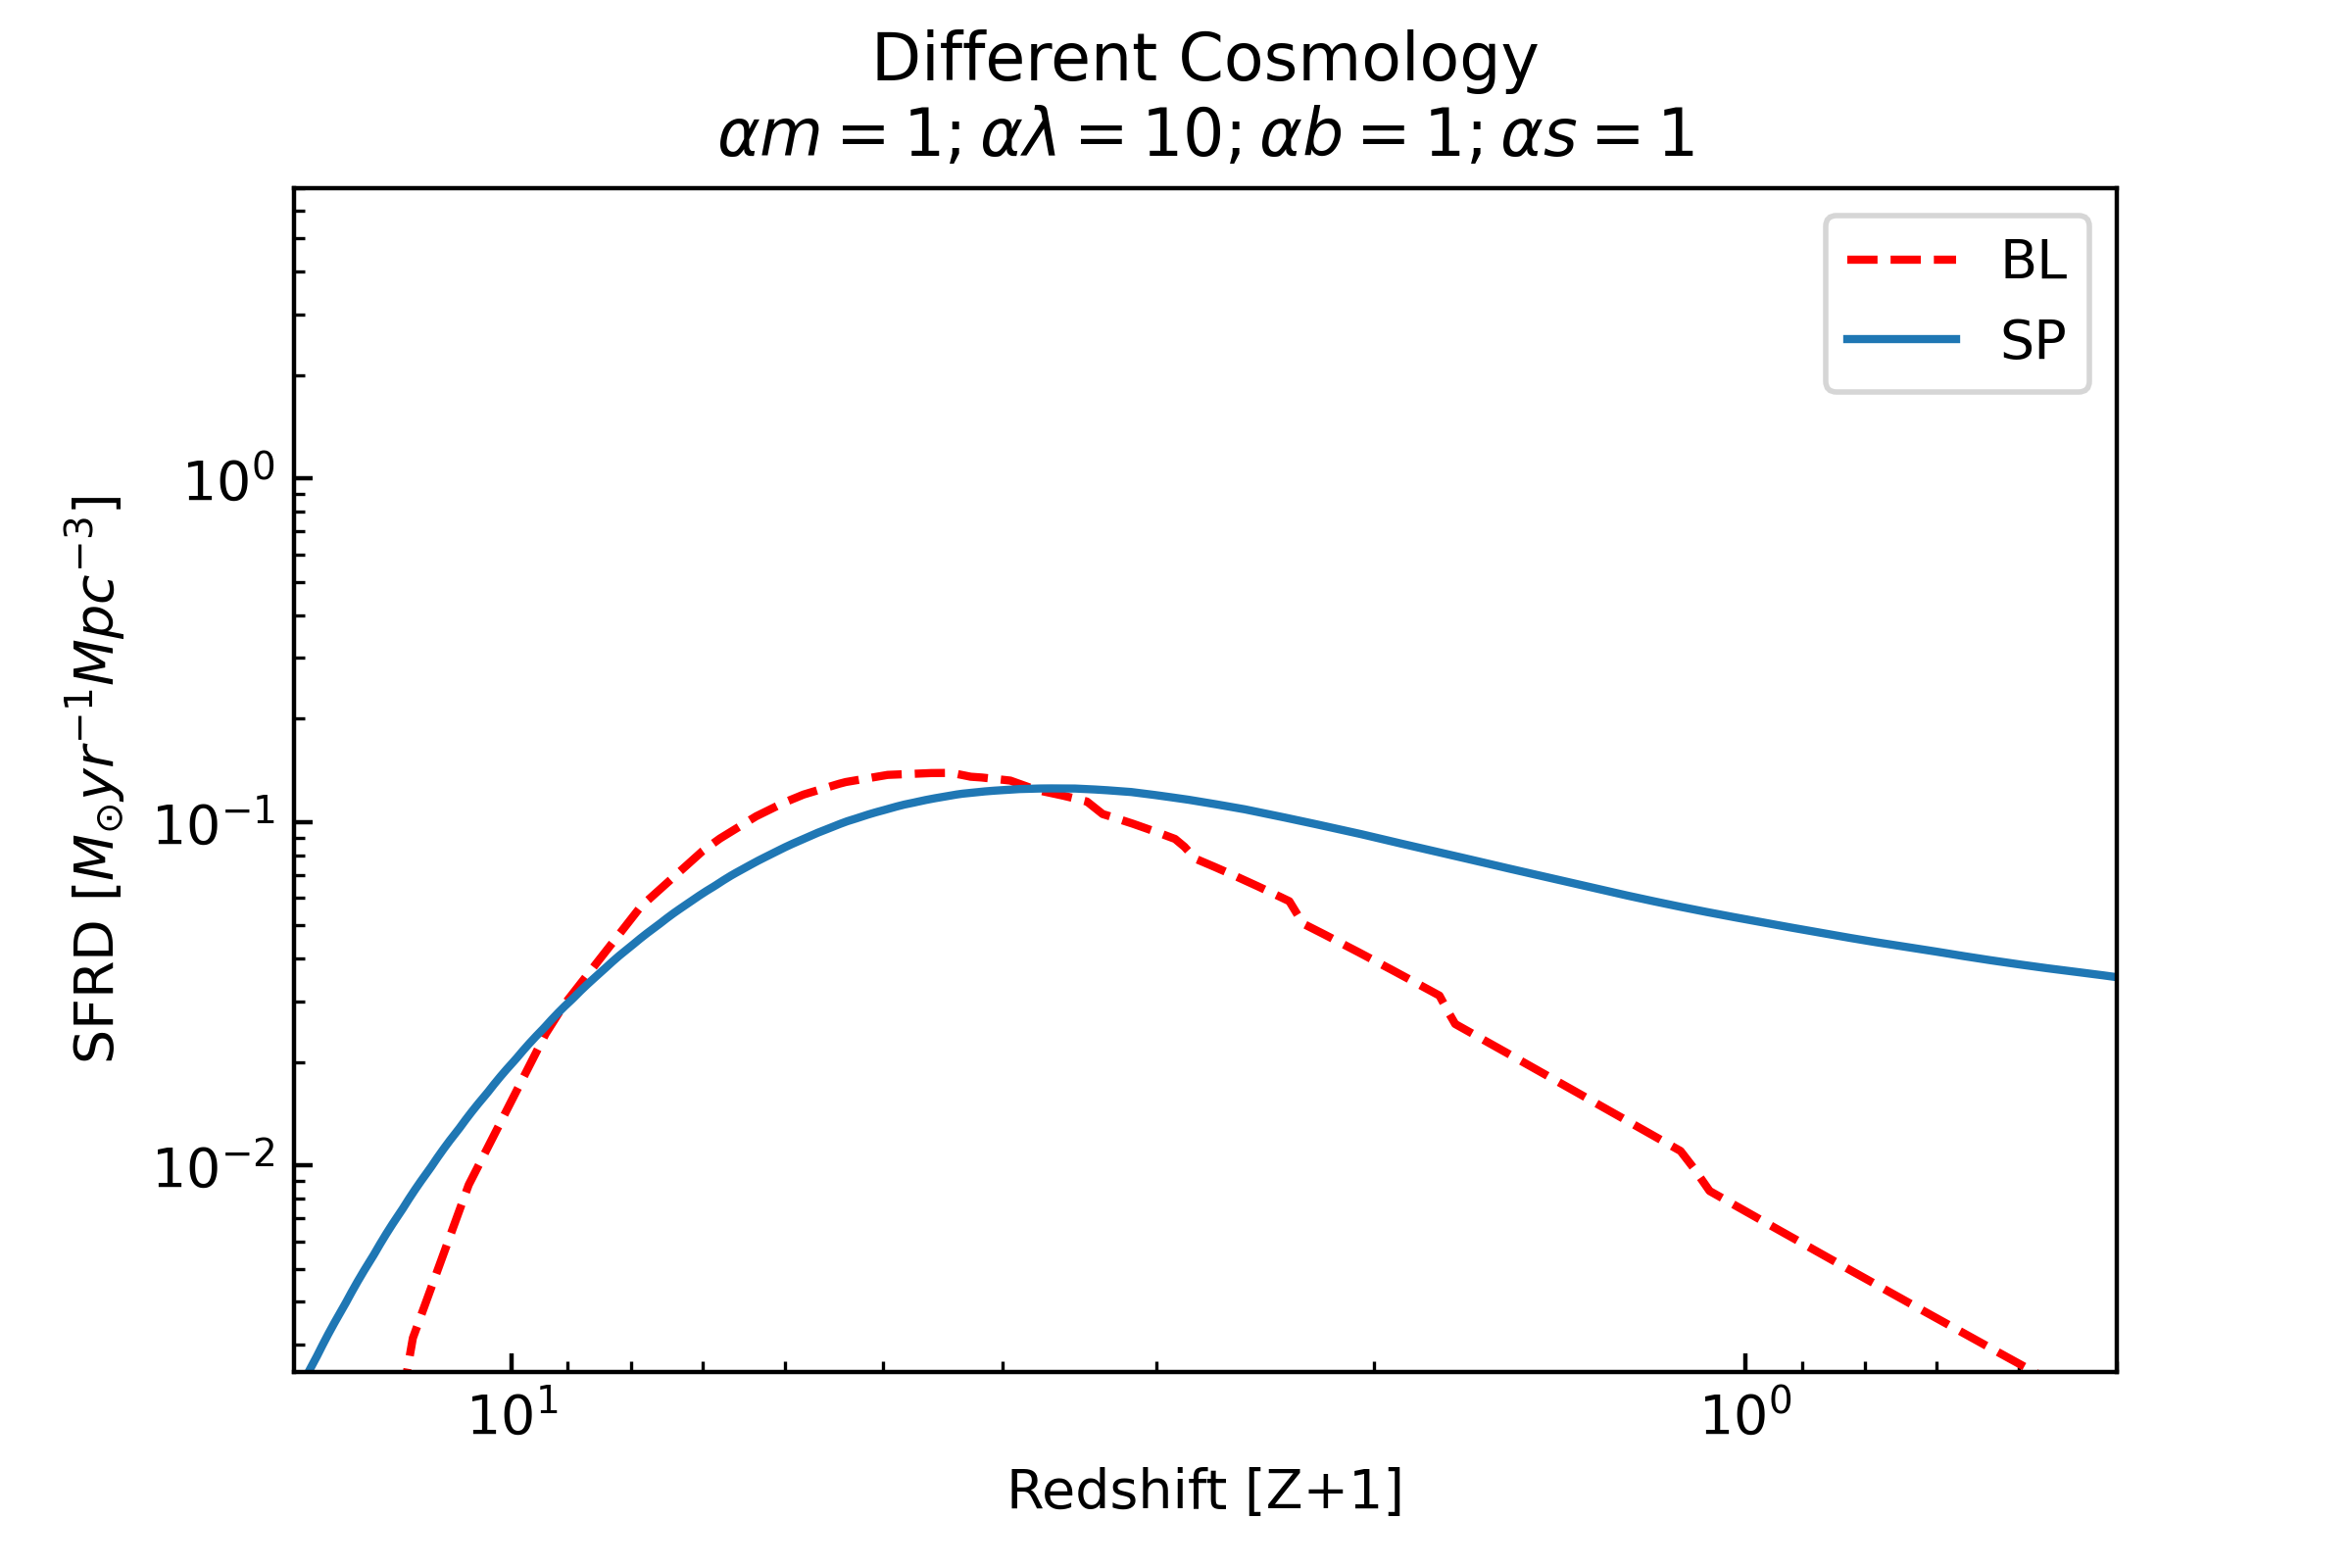 Different Cosmology
αm = 1; αλ = 10; αb = 1; αs = 1
BL
SP
SFRD [M⊙yr⁻¹Mpc⁻³]
10⁰
10⁻¹
10⁻²
10¹
10⁰
Redshift [Z+1]